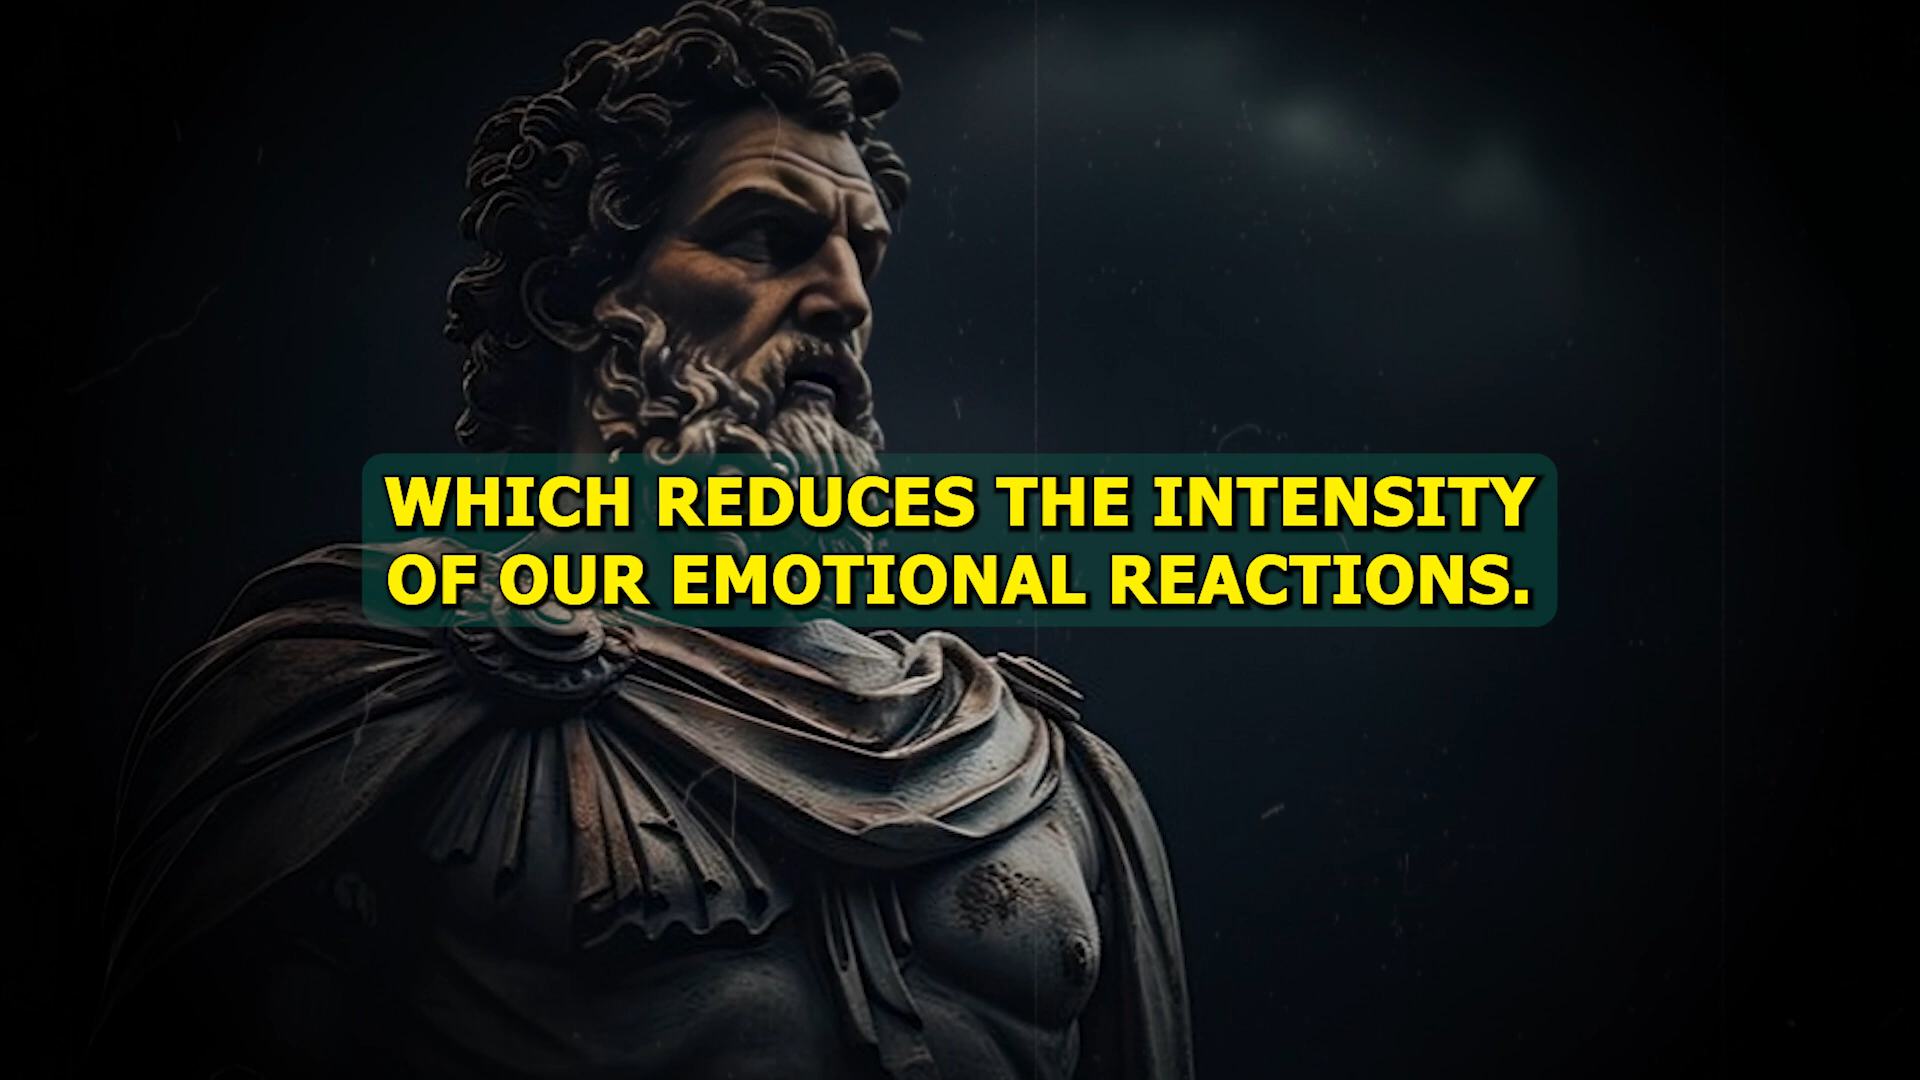 WHICH REDUCES THE INTENSITY
OF OUR EMOTIONAL REACTIONS.